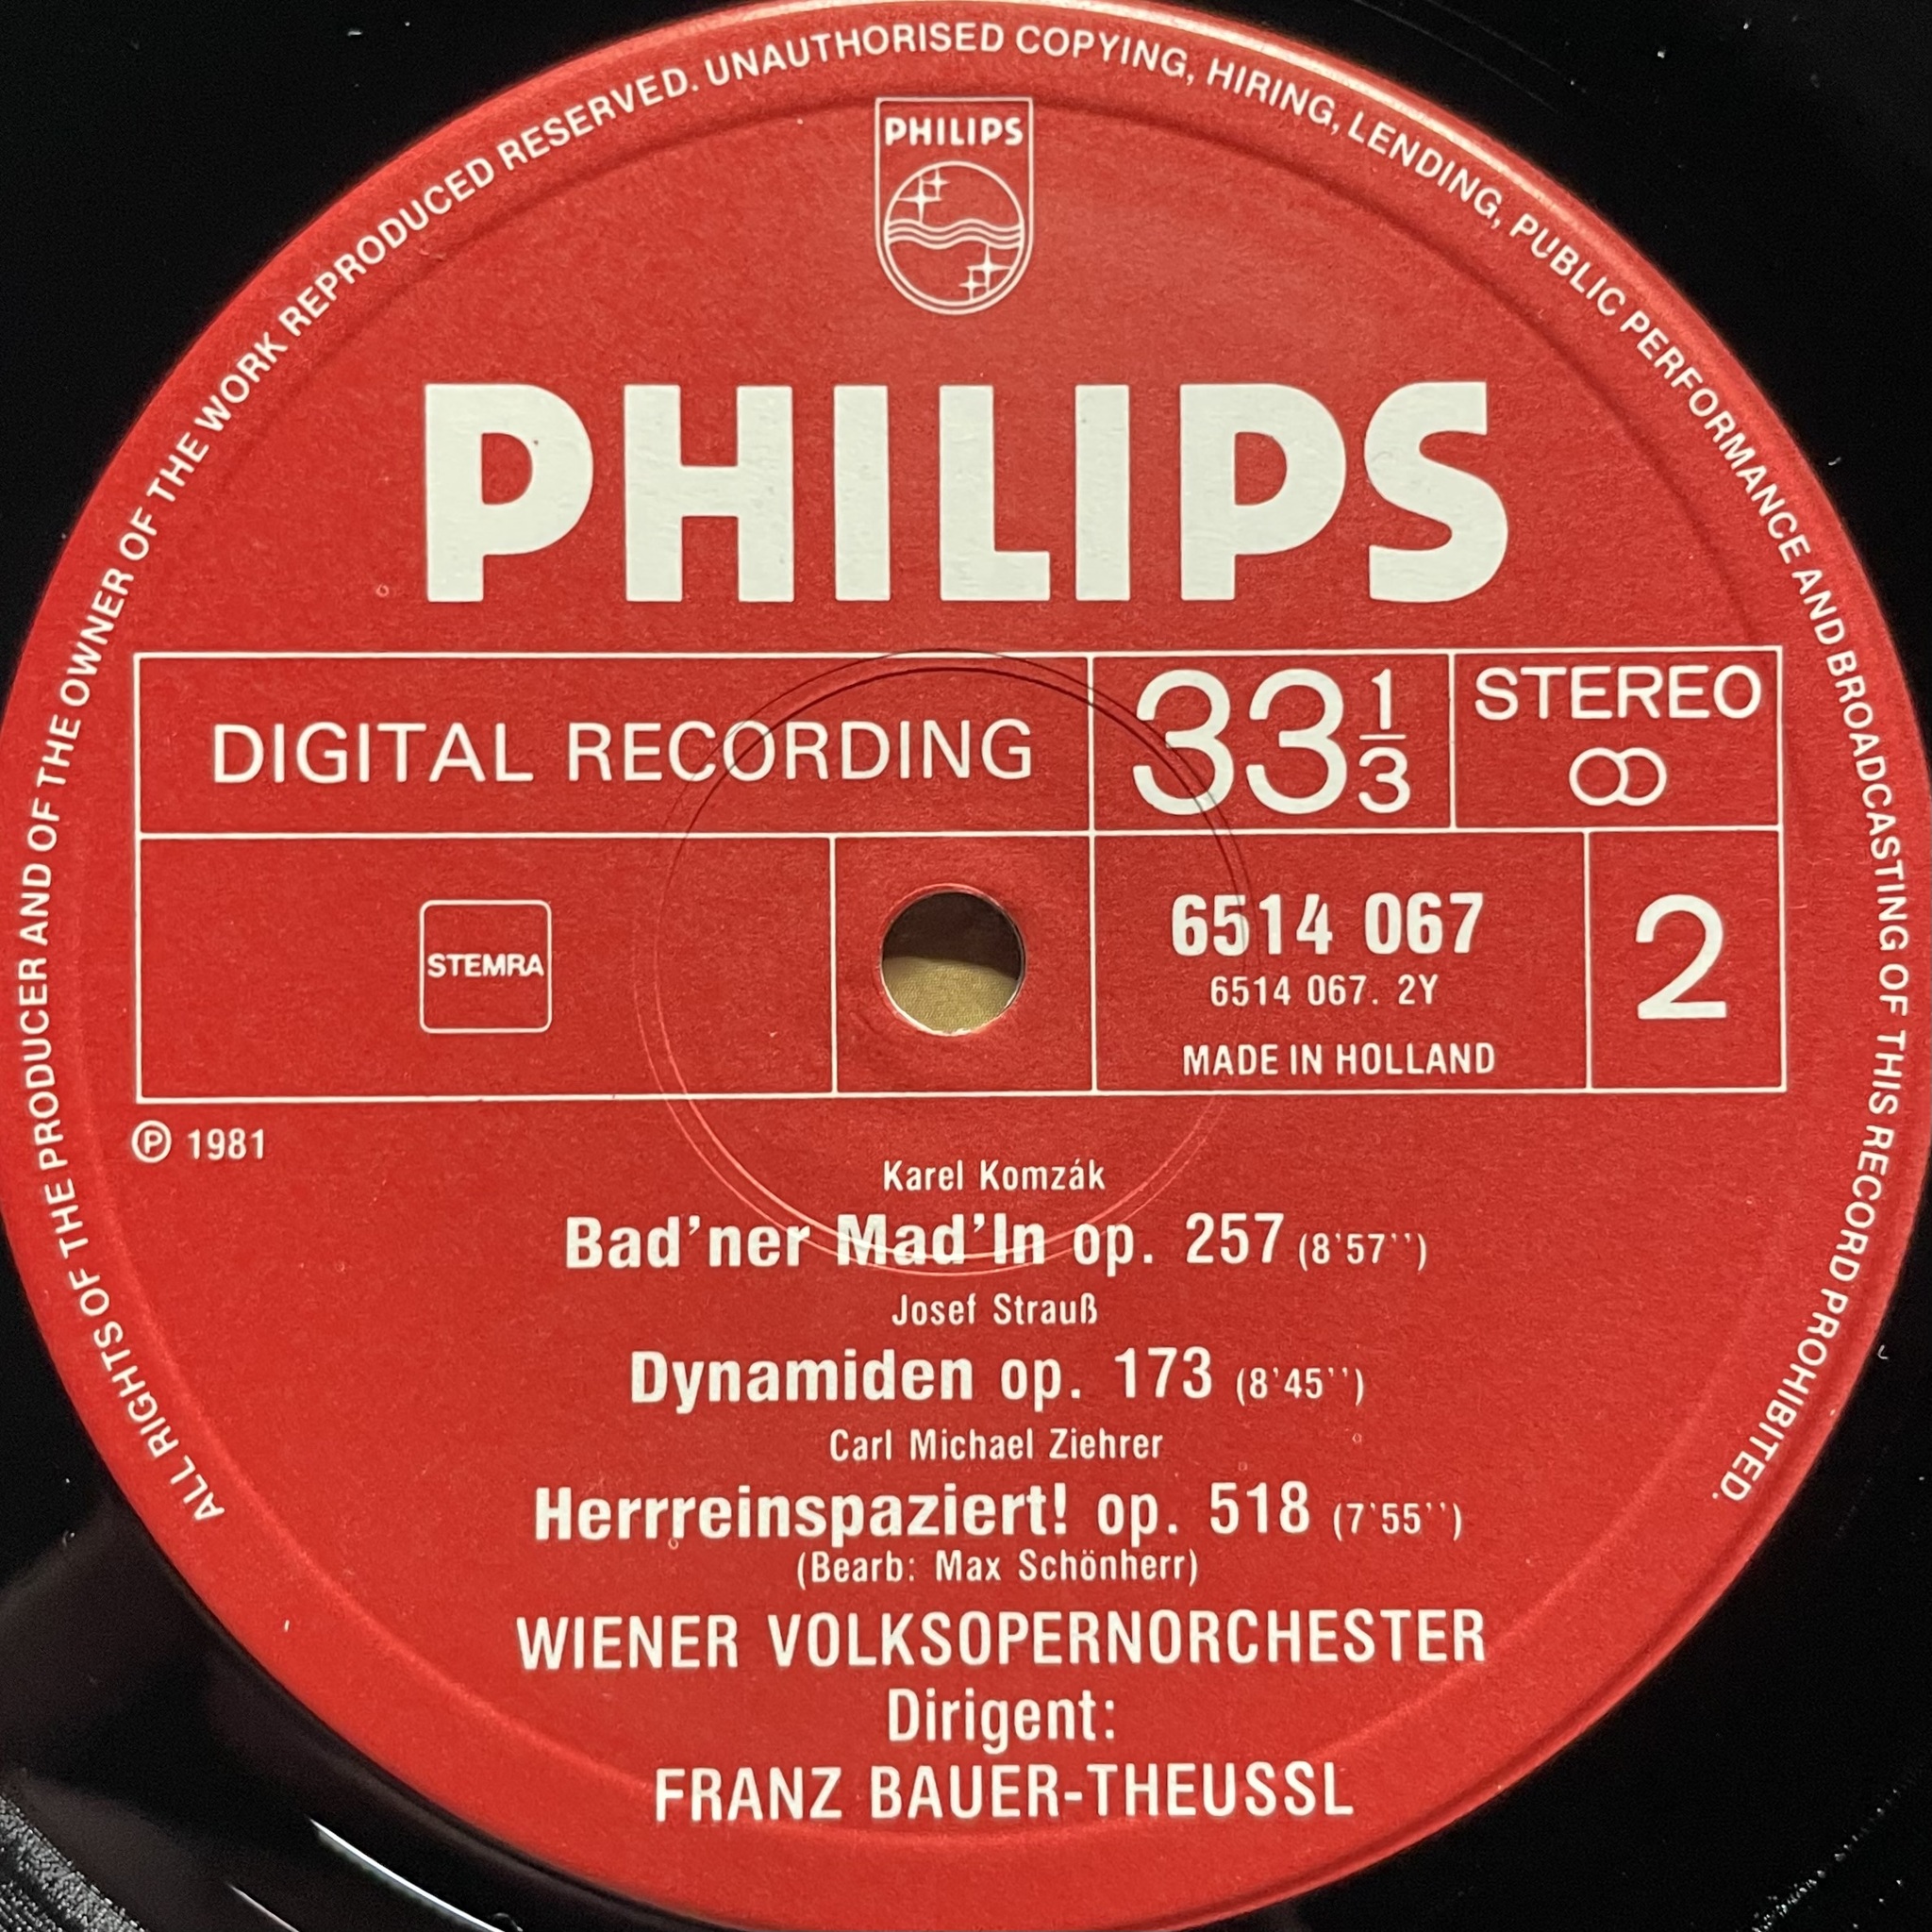 ALL RIGHTS OF THE PRODUCER AND OF THE OWNER OF THE WORK REPRODUCED RESERVED. UNAUTHORISED COPYING, HIRING, LENDING, PUBLIC PERFORMANCE AND BROADCASTING OF THIS RECORD PROHIBITED.
PHILIPS
PHILIPS
DIGITAL RECORDING
33 1/3
STEREO
STEMRA
6514 067
6514 067. 2Y
MADE IN HOLLAND
2
℗ 1981
Karel Komzák
Bad'ner Mad'ln op. 257 (8'57'')
Josef Strauß
Dynamiden op. 173 (8'45'')
Carl Michael Ziehrer
Herrreinspaziert! op. 518 (7'55'')
(Bearb: Max Schönherr)
WIENER VOLKSOPERNORCHESTER
Dirigent:
FRANZ BAUER-THEUSSL